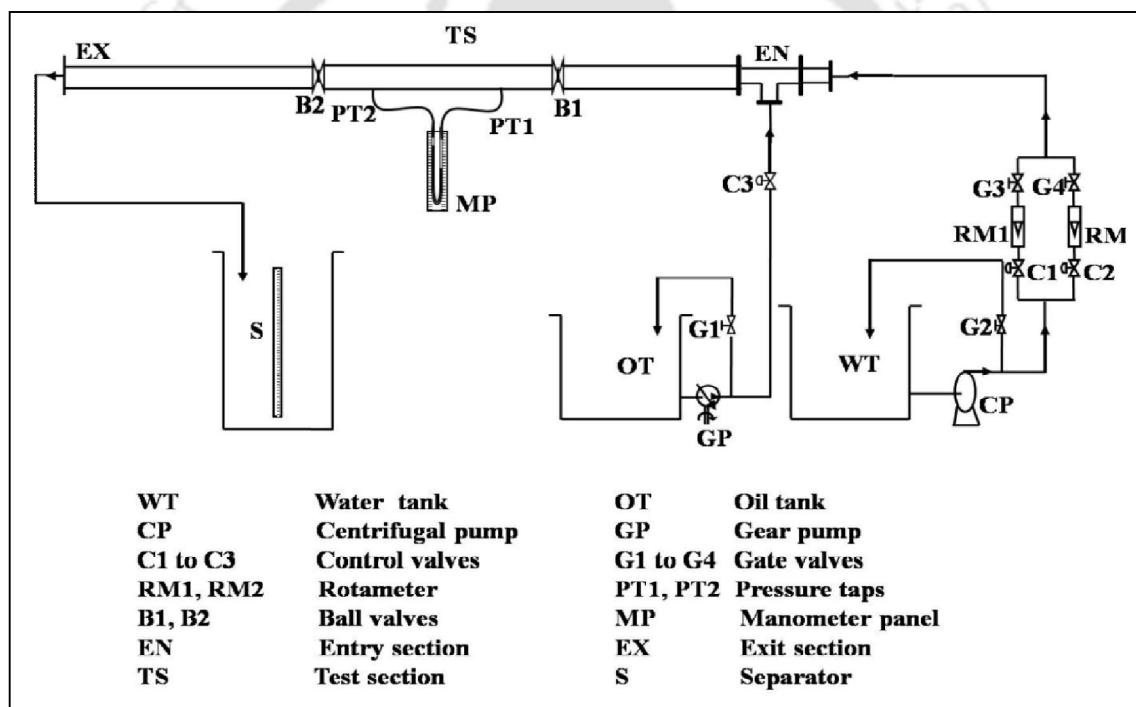 TS
EX
EN
B2
PT2
PT1
B1
MP
C3
G3
G4
RM1
RM
C1
C2
S
G1
G2
OT
WT
GP
CP
WT Water tank OT Oil tank
CP Centrifugal pump GP Gear pump
C1 to C3 Control valves G1 to G4 Gate valves
RM1, RM2 Rotameter PT1, PT2 Pressure taps
B1, B2 Ball valves MP Manometer panel
EN Entry section EX Exit section
TS Test section S Separator